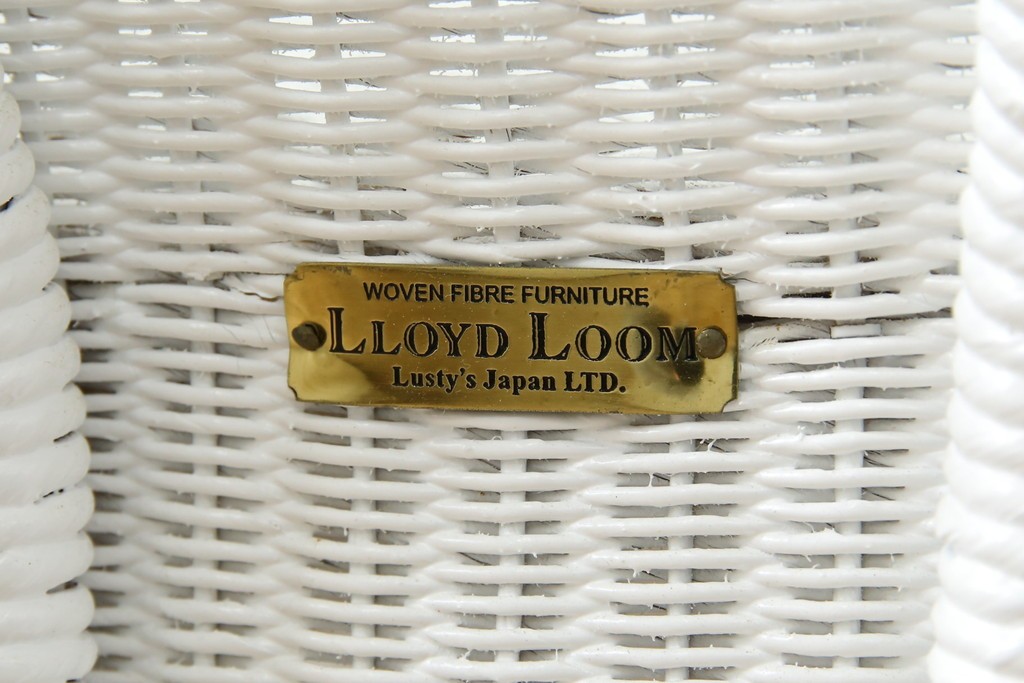 WOVEN FIBRE FURNITURE
LLOYD LOOM
Lusty's Japan LTD.